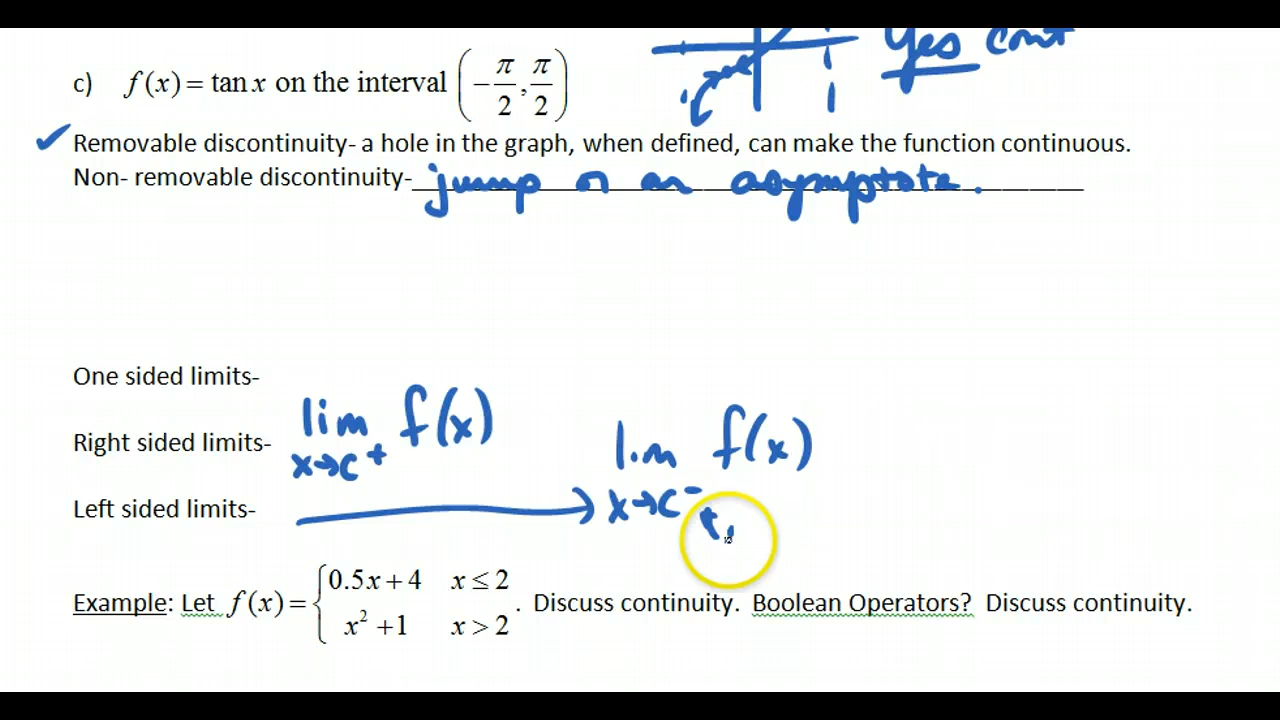 Yes cont
c) f(x) = tan x on the interval (-π/2, π/2)
✓ Removable discontinuity- a hole in the graph, when defined, can make the function continuous.
Non- removable discontinuity- jump or an asymptote.
One sided limits-
Right sided limits- lim x→c⁺ f(x)
Left sided limits- lim x→c⁻ f(x)
Example: Let f(x) = { 0.5x + 4 x ≤ 2
x² + 1 x > 2 . Discuss continuity. Boolean Operators? Discuss continuity.